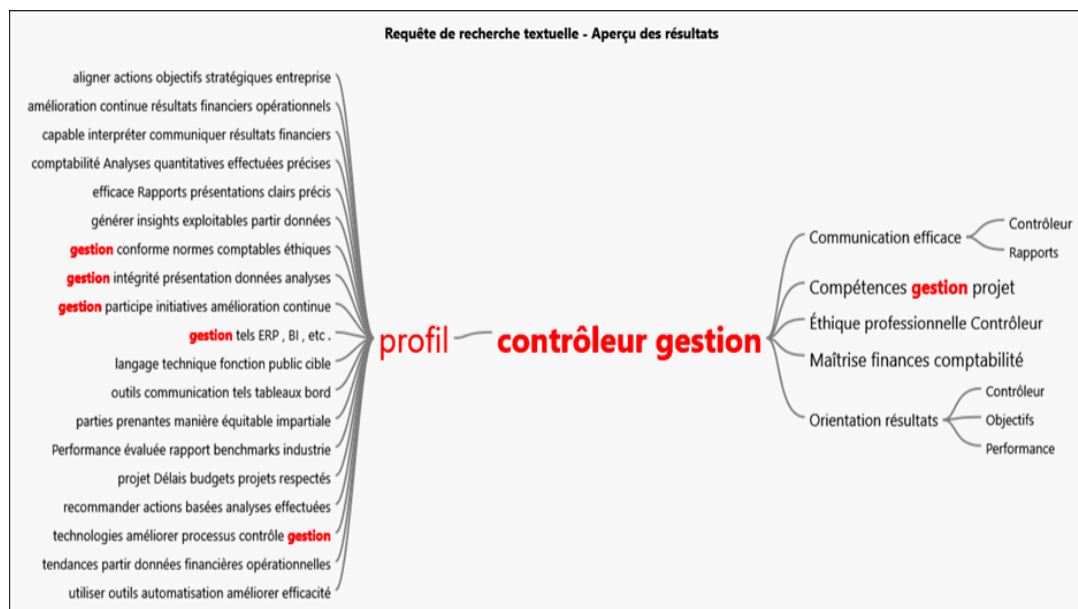 Requête de recherche textuelle - Aperçu des résultats
aligner actions objectifs stratégiques entreprise
amélioration continue résultats financiers opérationnels
capable interpréter communiquer résultats financiers
comptabilité Analyses quantitatives effectuées précises
efficace Rapports présentations clairs précis
générer insights exploitables partir données
gestion conforme normes comptables éthiques
gestion intégrité présentation données analyses
gestion participe initiatives amélioration continue
gestion tels ERP , BI , etc .
langage technique fonction public cible
outils communication tels tableaux bord
parties prenantes manière équitable impartiale
Performance évaluée rapport benchmarks industrie
projet Délais budgets projets respectés
recommander actions basées analyses effectuées
technologies améliorer processus contrôle gestion
tendances partir données financières opérationnelles
utiliser outils automatisation améliorer efficacité
profil contrôleur gestion
Communication efficace
Contrôleur
Rapports
Compétences gestion projet
Éthique professionnelle Contrôleur
Maîtrise finances comptabilité
Orientation résultats
Contrôleur
Objectifs
Performance